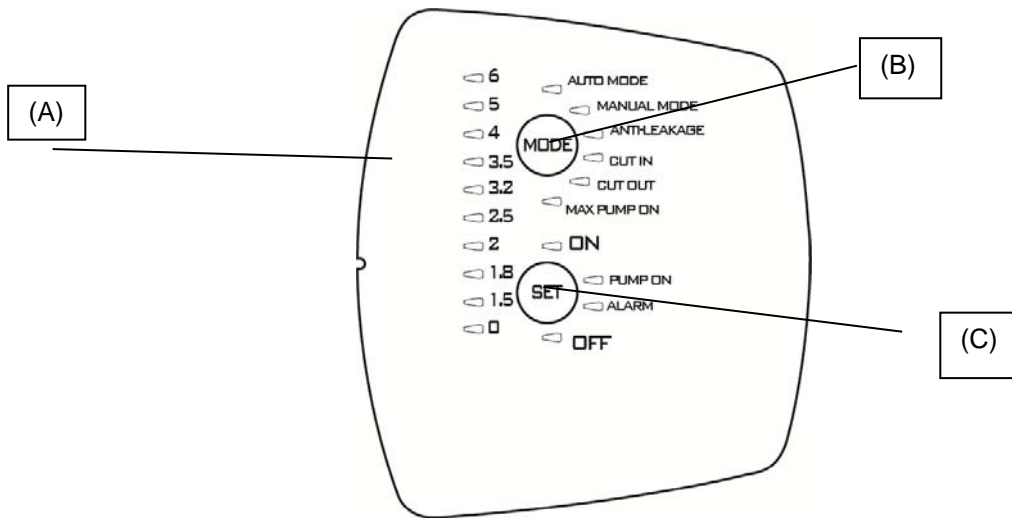 (A)
(B)
(C)
6
5
4
3.5
3.2
2.5
2
1.8
1.5
0
AUTO MODE
MANUAL MODE
ANTI-LEAKAGE
CUT IN
CUT OUT
MAX PUMP ON
MODE
ON
PUMP ON
ALARM
SET
OFF